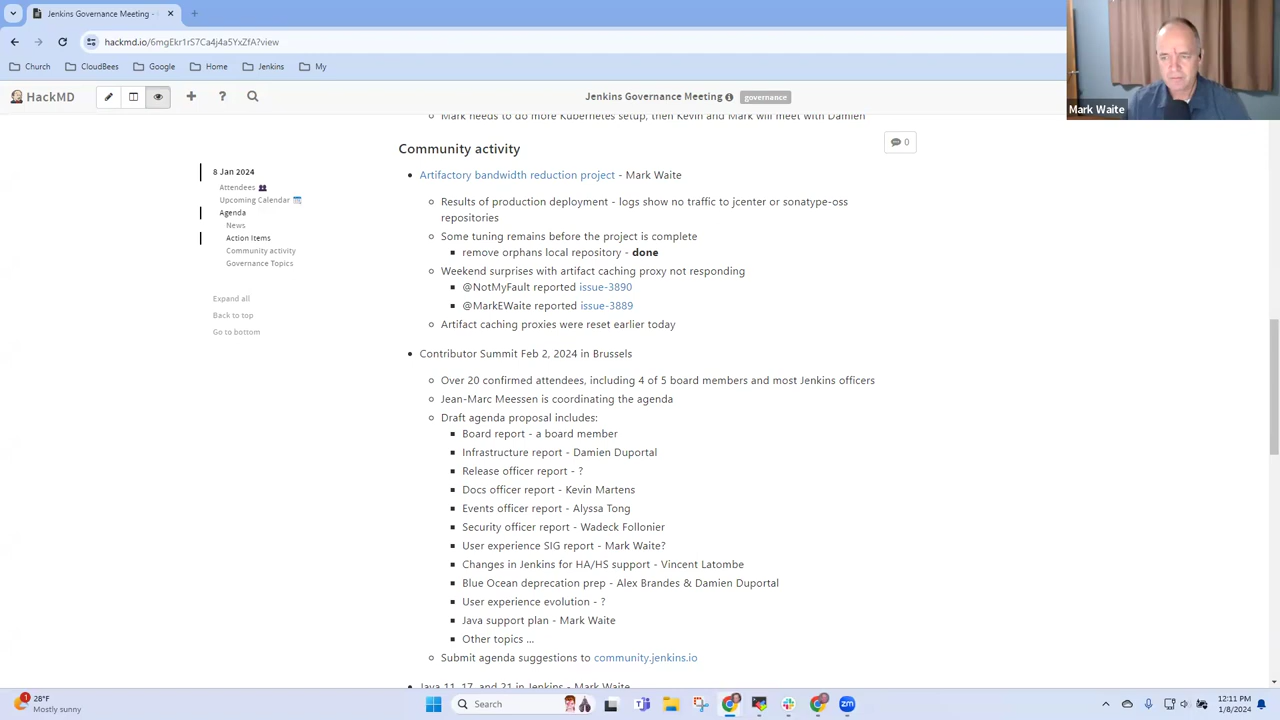 Jenkins Governance Meeting -
hackmd.io/6mgEkr1rS7Ca4j4a5YxZfA?view
Church
CloudBees
Google
Home
Jenkins
My
HackMD
Jenkins Governance Meeting
governance
Mark Waite
Mark needs to do more Kubernetes setup, then Kevin and Mark will meet with Damien
0
8 Jan 2024
Attendees
Upcoming Calendar
Agenda
News
Action Items
Community activity
Governance Topics
Expand all
Back to top
Go to bottom
Community activity
Artifactory bandwidth reduction project - Mark Waite
Results of production deployment - logs show no traffic to jcenter or sonatype-oss
repositories
Some tuning remains before the project is complete
remove orphans local repository - done
Weekend surprises with artifact caching proxy not responding
@NotMyFault reported issue-3890
@MarkEWaite reported issue-3889
Artifact caching proxies were reset earlier today
Contributor Summit Feb 2, 2024 in Brussels
Over 20 confirmed attendees, including 4 of 5 board members and most Jenkins officers
Jean-Marc Meessen is coordinating the agenda
Draft agenda proposal includes:
Board report - a board member
Infrastructure report - Damien Duportal
Release officer report - ?
Docs officer report - Kevin Martens
Events officer report - Alyssa Tong
Security officer report - Wadeck Follonier
User experience SIG report - Mark Waite?
Changes in Jenkins for HA/HS support - Vincent Latombe
Blue Ocean deprecation prep - Alex Brandes & Damien Duportal
User experience evolution - ?
Java support plan - Mark Waite
Other topics ...
Submit agenda suggestions to community.jenkins.io
Java 11, 17, and 21 in Jenkins - Mark Waite
1
28°F
Mostly sunny
Search
12:11 PM
1/8/2024